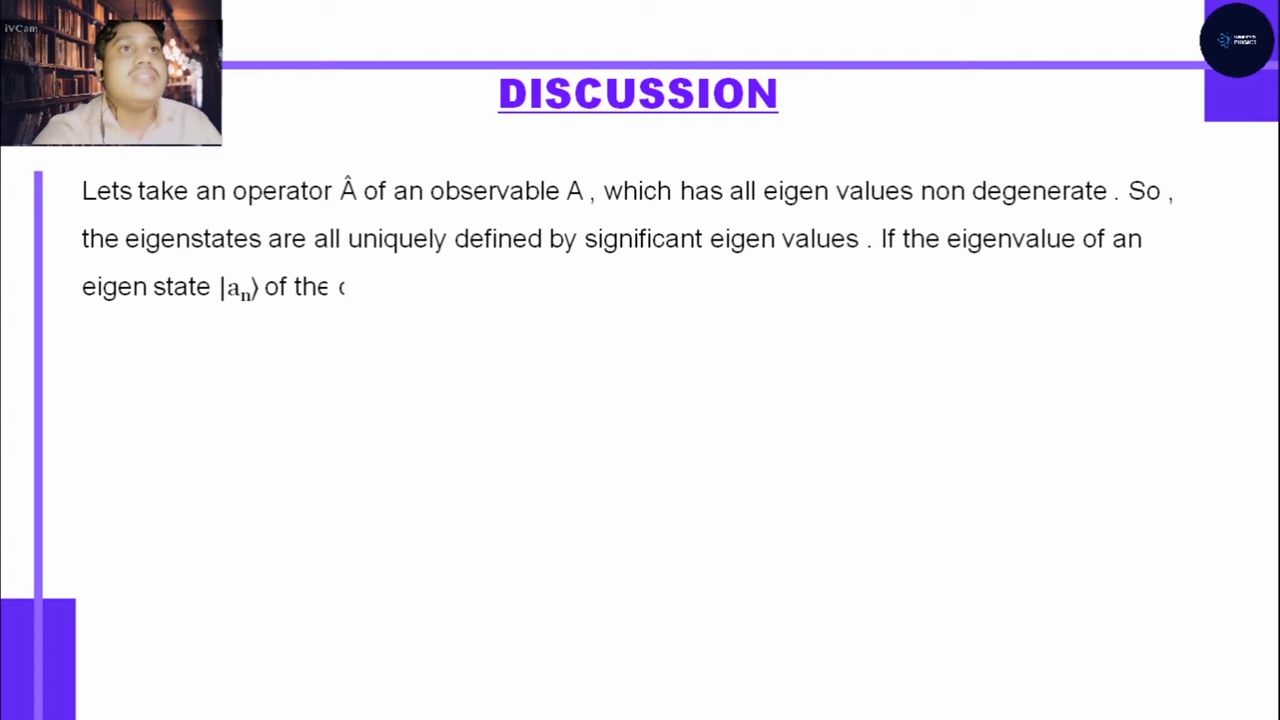 iVCam
PHYSICS
DISCUSSION
Lets take an operator Â of an observable A , which has all eigen values non degenerate . So ,
the eigenstates are all uniquely defined by significant eigen values . If the eigenvalue of an
eigen state |aₙ⟩ of the